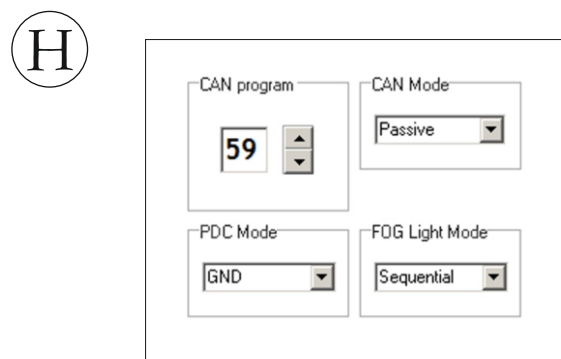 H
CAN program
CAN Mode
59
Passive
PDC Mode
FOG Light Mode
GND
Sequential